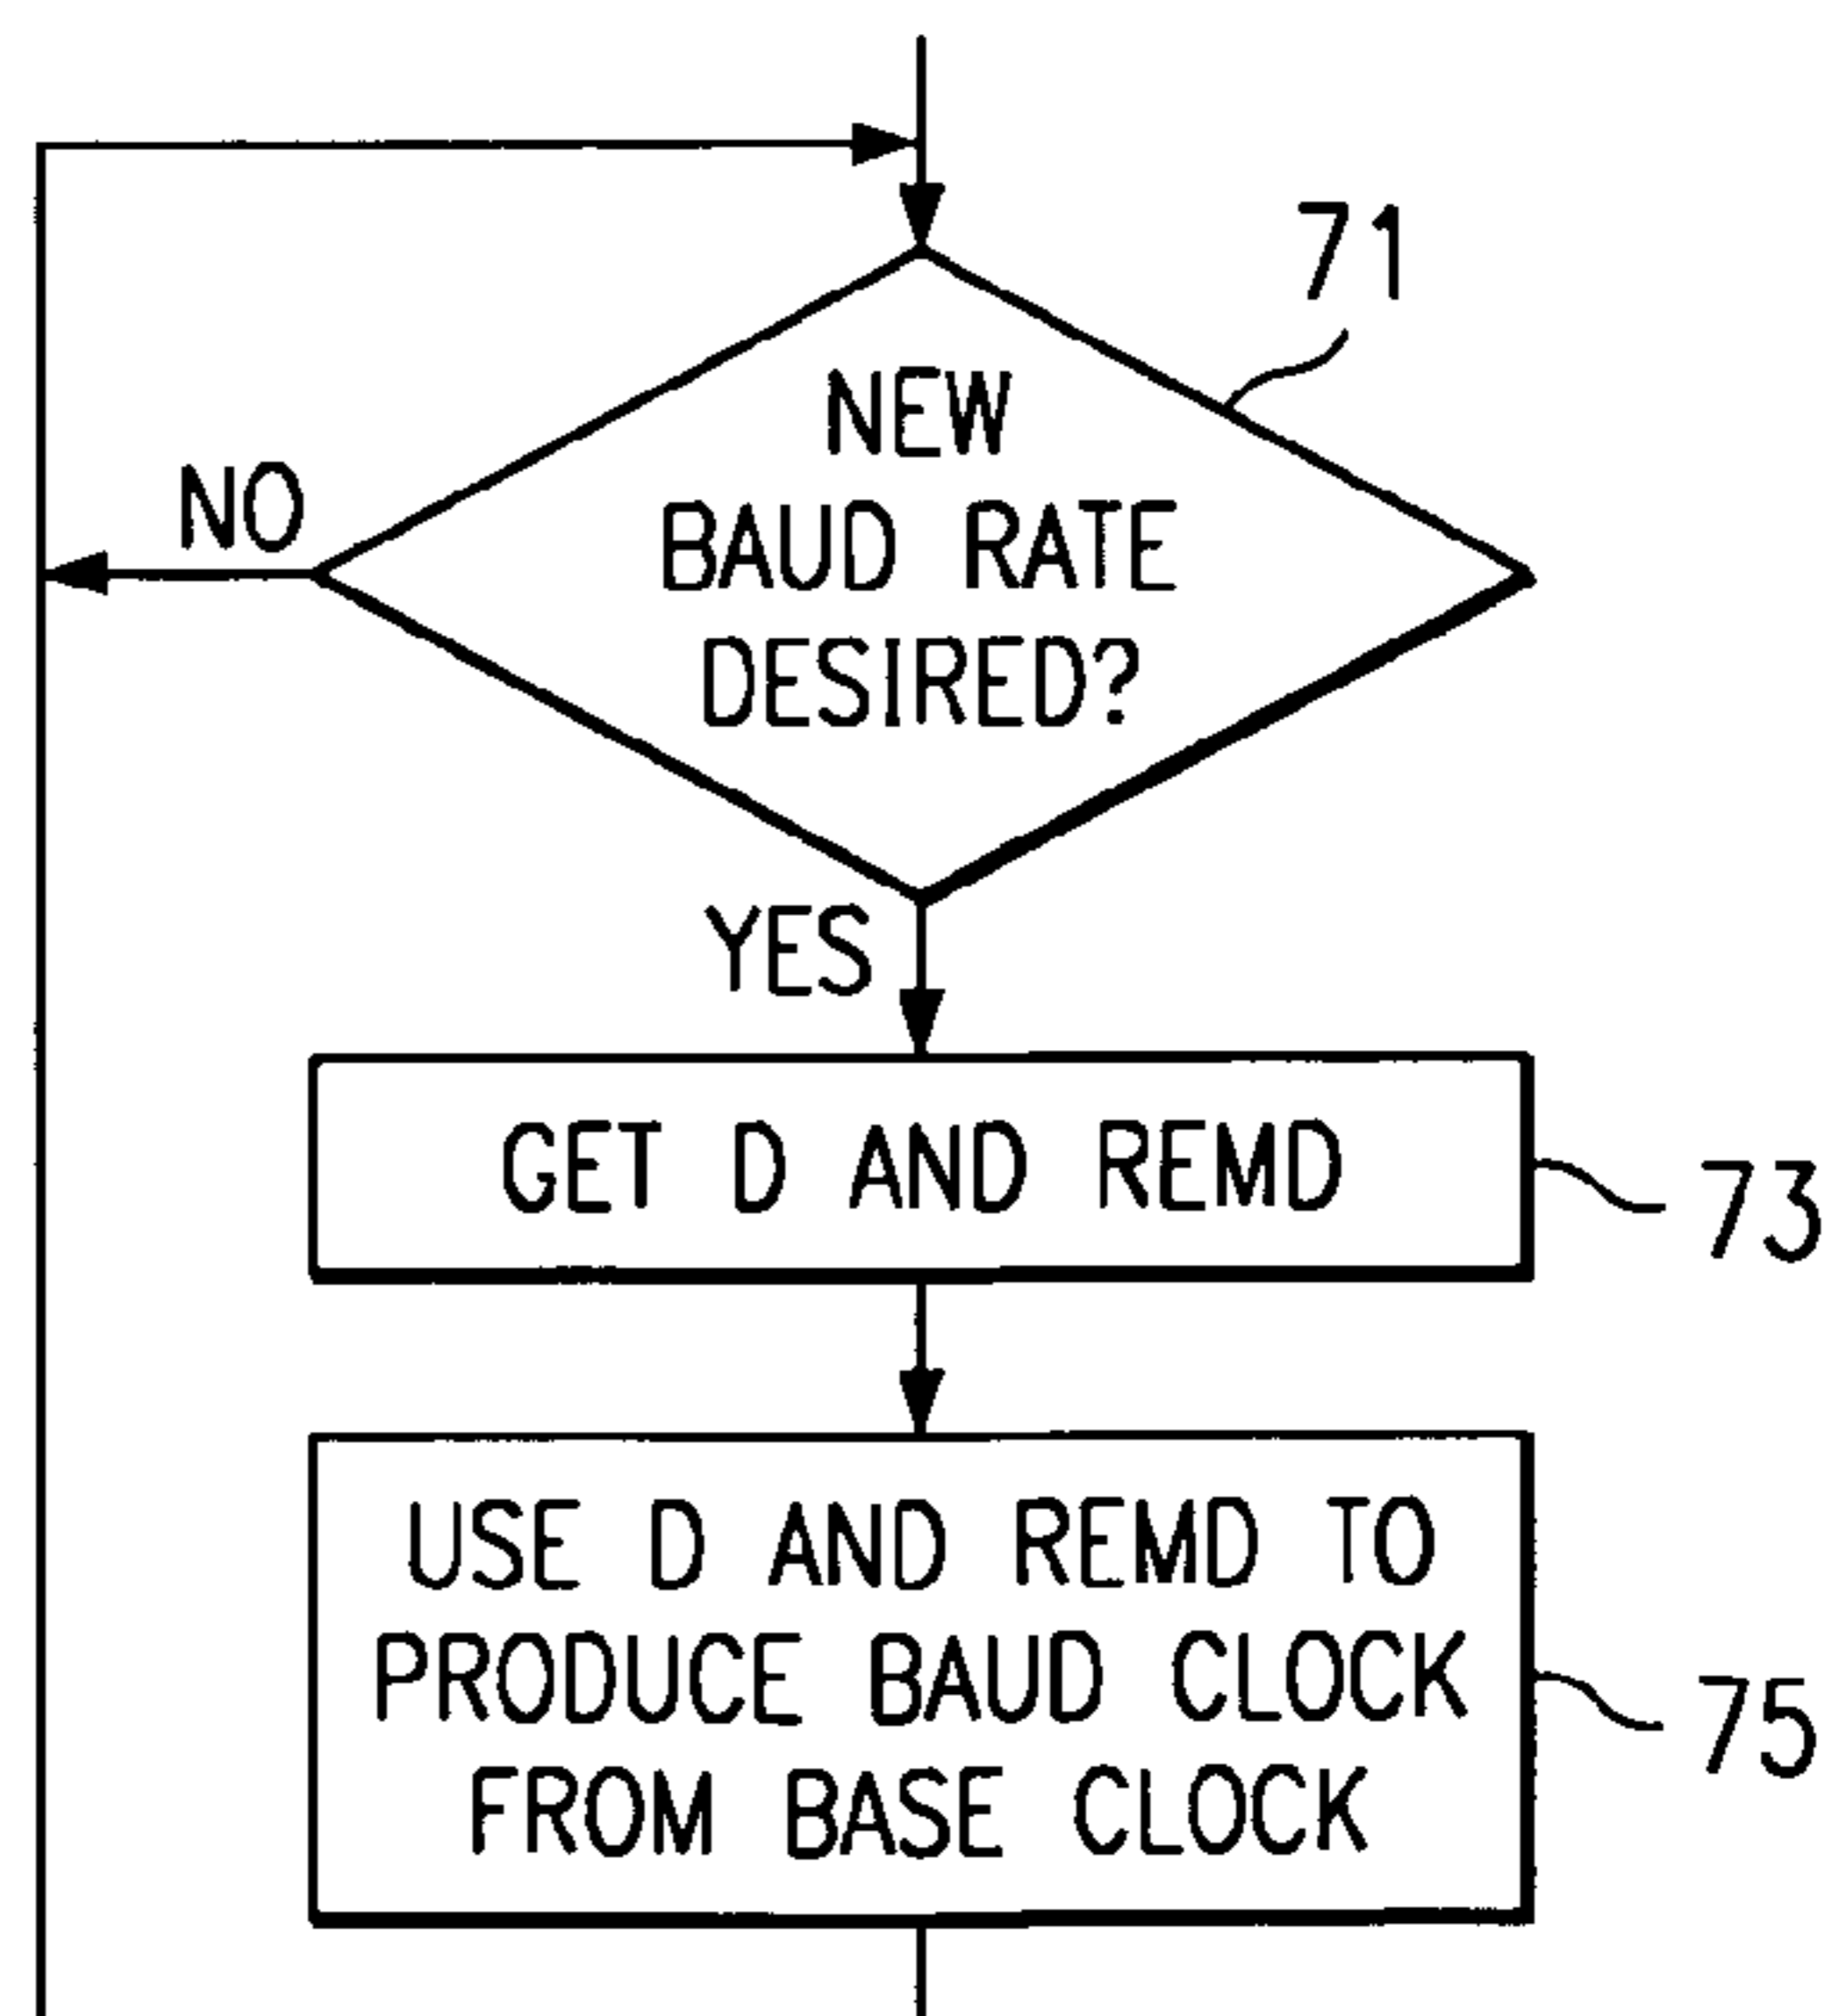 71
NEW
BAUD RATE
DESIRED?
NO
YES
GET D AND REMD
73
USE D AND REMD TO
PRODUCE BAUD CLOCK
FROM BASE CLOCK
75